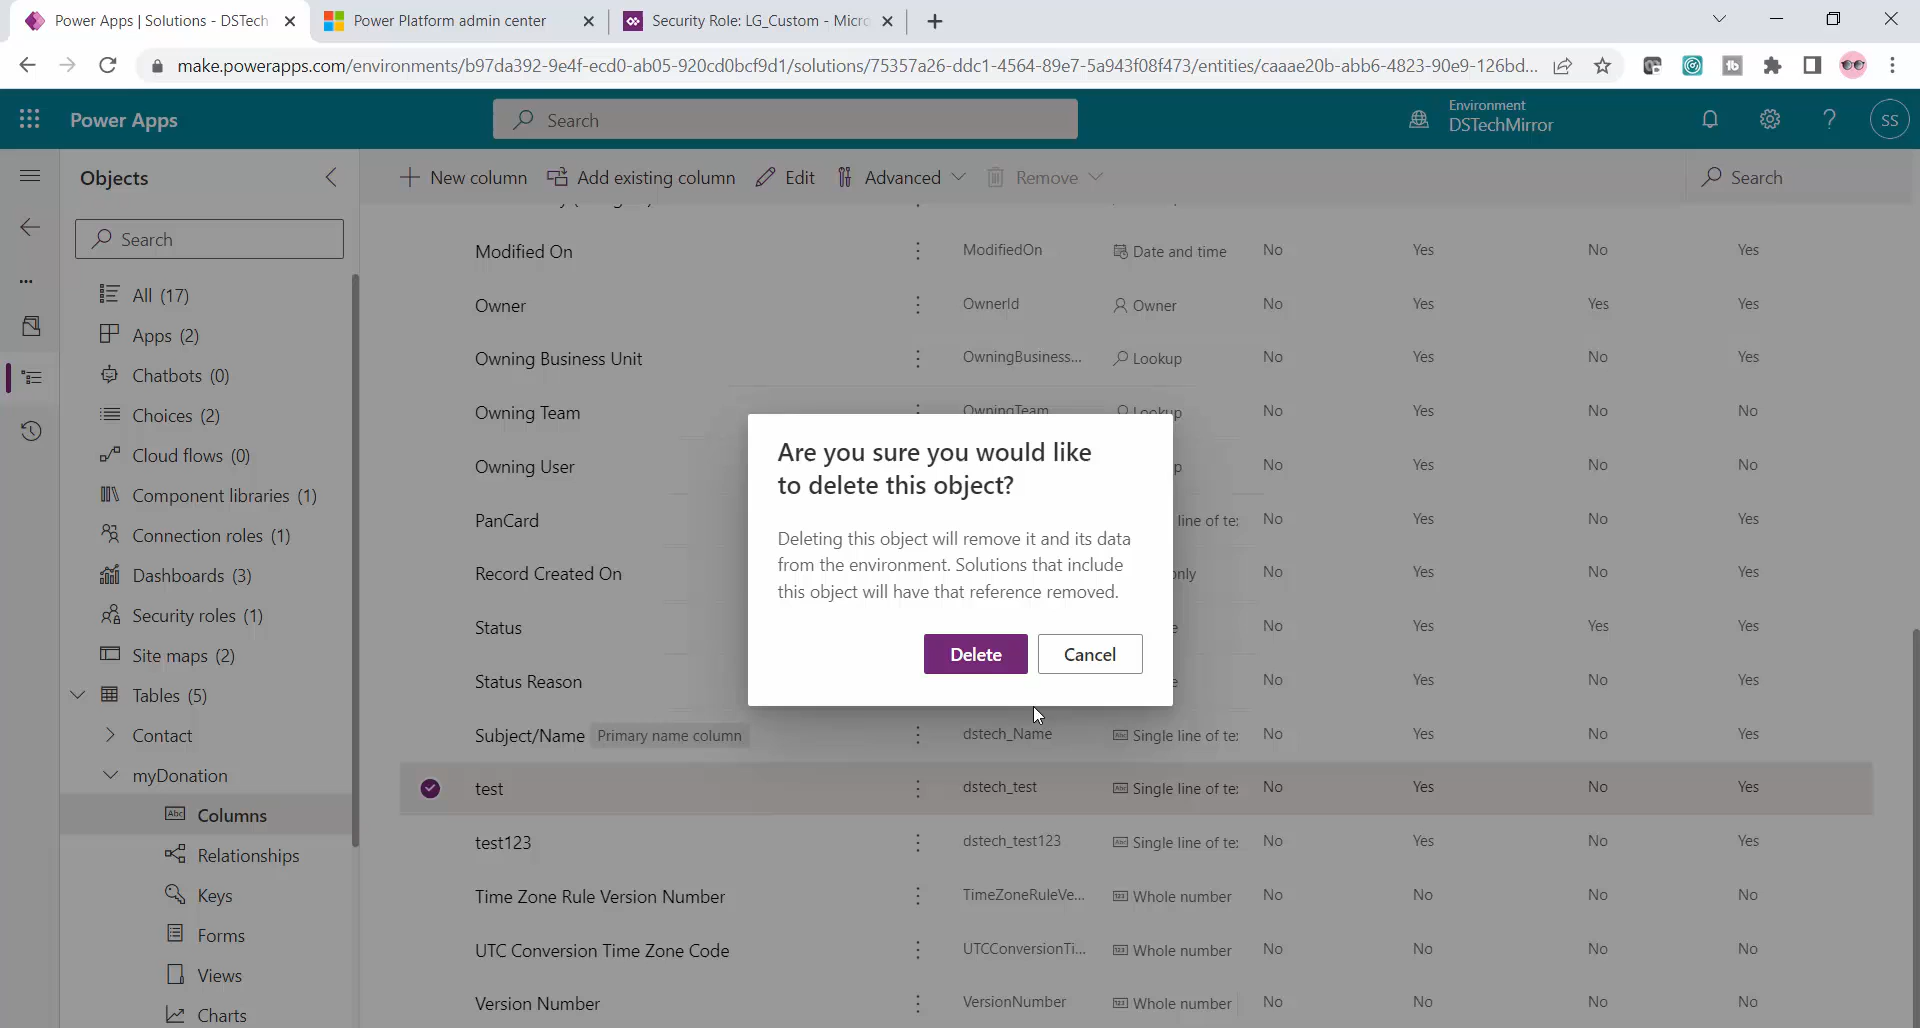 Power Apps | Solutions - DSTech
Power Platform admin center
Security Role: LG_Custom - Micro
make.powerapps.com/environments/b97da392-9e4f-ecd0-ab05-920cd0bcf9d1/solutions/75357a26-ddc1-4564-89e7-5a943f08f473/entities/caaae20b-abb6-4823-90e9-126bd...
Power Apps
Search
Environment
DSTechMirror
SS
Objects
New column
Add existing column
Edit
Advanced
Remove
Search
Search
All (17)
Apps (2)
Chatbots (0)
Choices (2)
Cloud flows (0)
Component libraries (1)
Connection roles (1)
Dashboards (3)
Security roles (1)
Site maps (2)
Tables (5)
Contact
myDonation
Columns
Relationships
Keys
Forms
Views
Charts
Modified On ModifiedOn Date and time No Yes No Yes
Owner OwnerId Owner No Yes Yes Yes
Owning Business Unit OwningBusiness... Lookup No Yes No Yes
Owning Team OwningTeam Lookup No Yes No No
Owning User p No Yes No No
PanCard line of te: No Yes No Yes
Record Created On only No Yes No Yes
Status e No Yes Yes Yes
Status Reason e No Yes No Yes
Subject/Name Primary name column dstech_Name Abc Single line of te: No Yes No Yes
test dstech_test Abc Single line of te: No Yes No Yes
test123 dstech_test123 Abc Single line of te: No Yes No Yes
Time Zone Rule Version Number TimeZoneRuleVe... 123 Whole number No No No No
UTC Conversion Time Zone Code UTCConversionTi... 123 Whole number No No No No
Version Number VersionNumber 123 Whole number No No No No
Are you sure you would like
to delete this object?
Deleting this object will remove it and its data
from the environment. Solutions that include
this object will have that reference removed.
Delete
Cancel